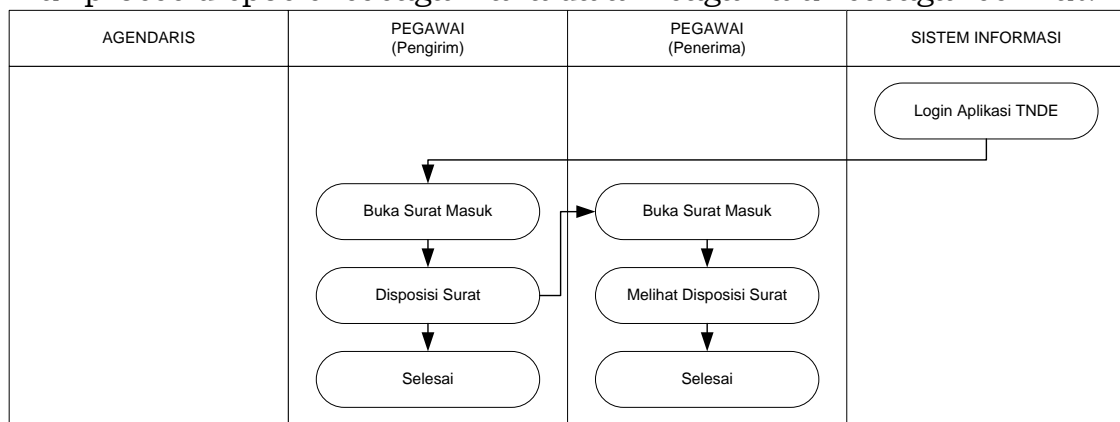 AGENDARIS
PEGAWAI
(Pengirim)
PEGAWAI
(Penerima)
SISTEM INFORMASI
Login Aplikasi TNDE
Buka Surat Masuk
Buka Surat Masuk
Disposisi Surat
Melihat Disposisi Surat
Selesai
Selesai